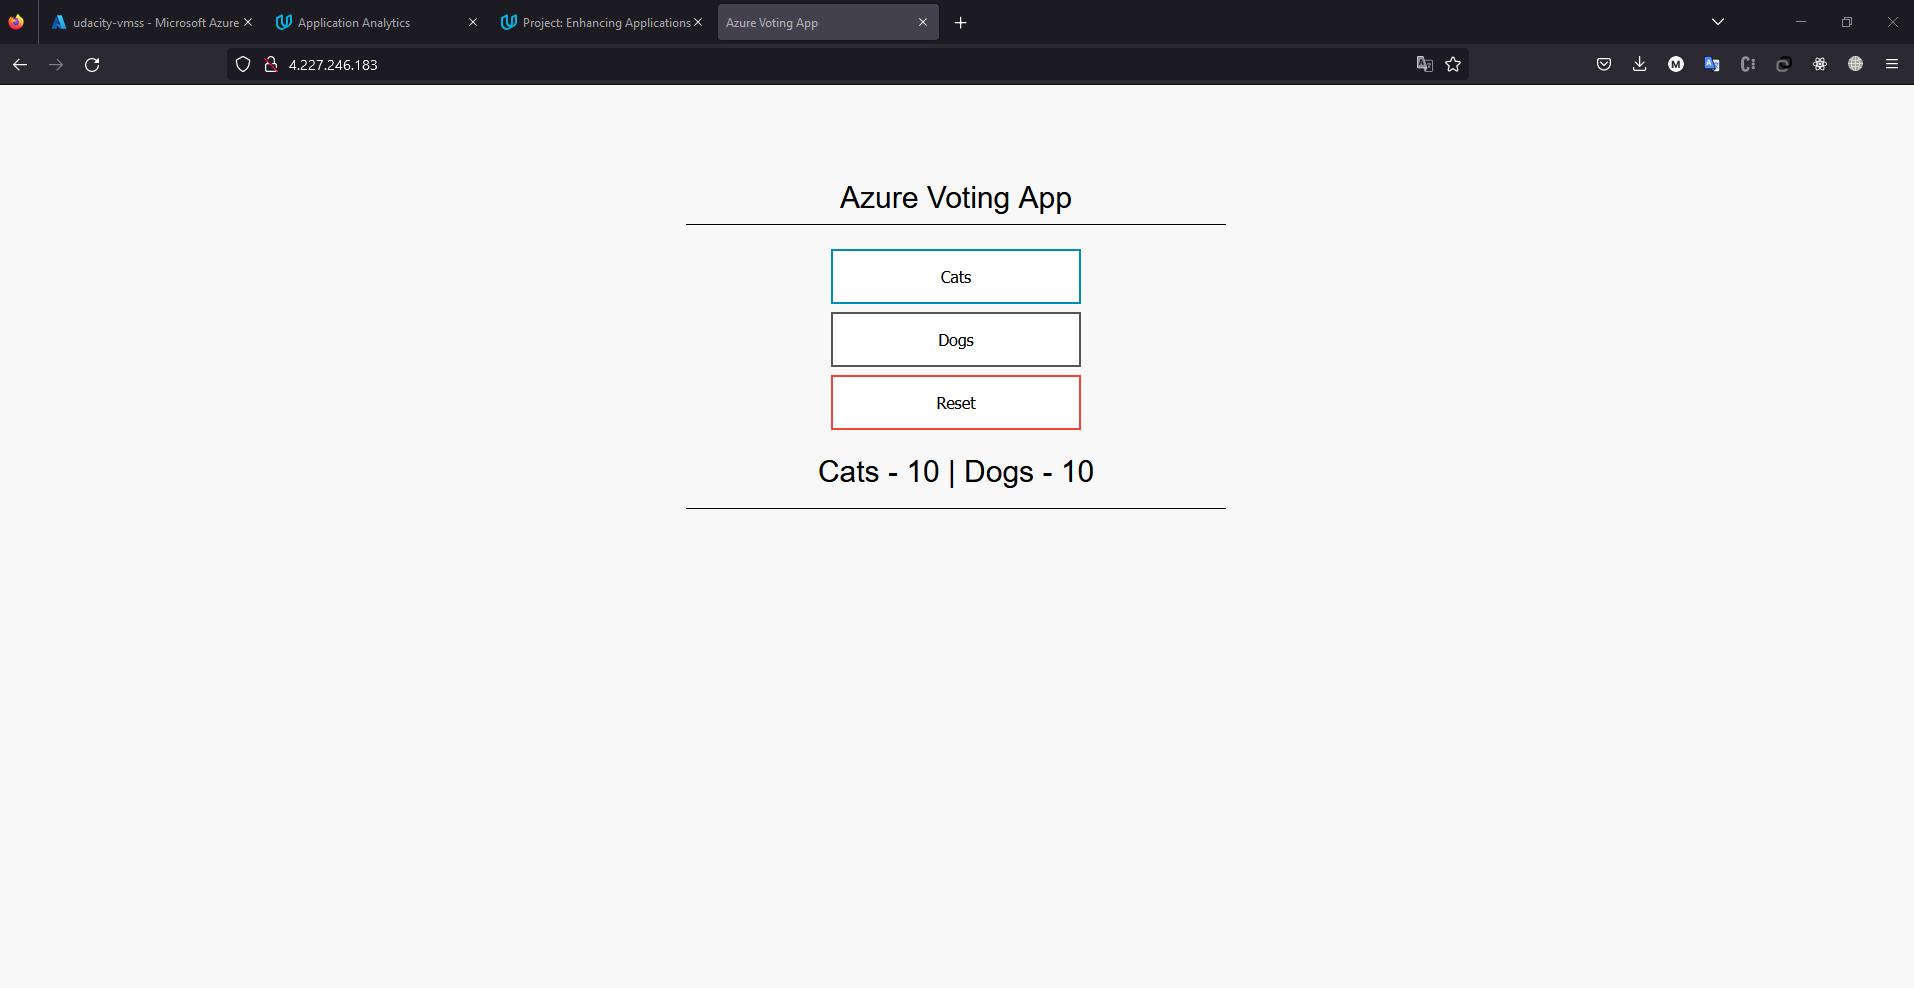 udacity-vmss - Microsoft Azure
Application Analytics
Project: Enhancing Applications
Azure Voting App
4.227.246.183
Azure Voting App
Cats
Dogs
Reset
Cats - 10 | Dogs - 10